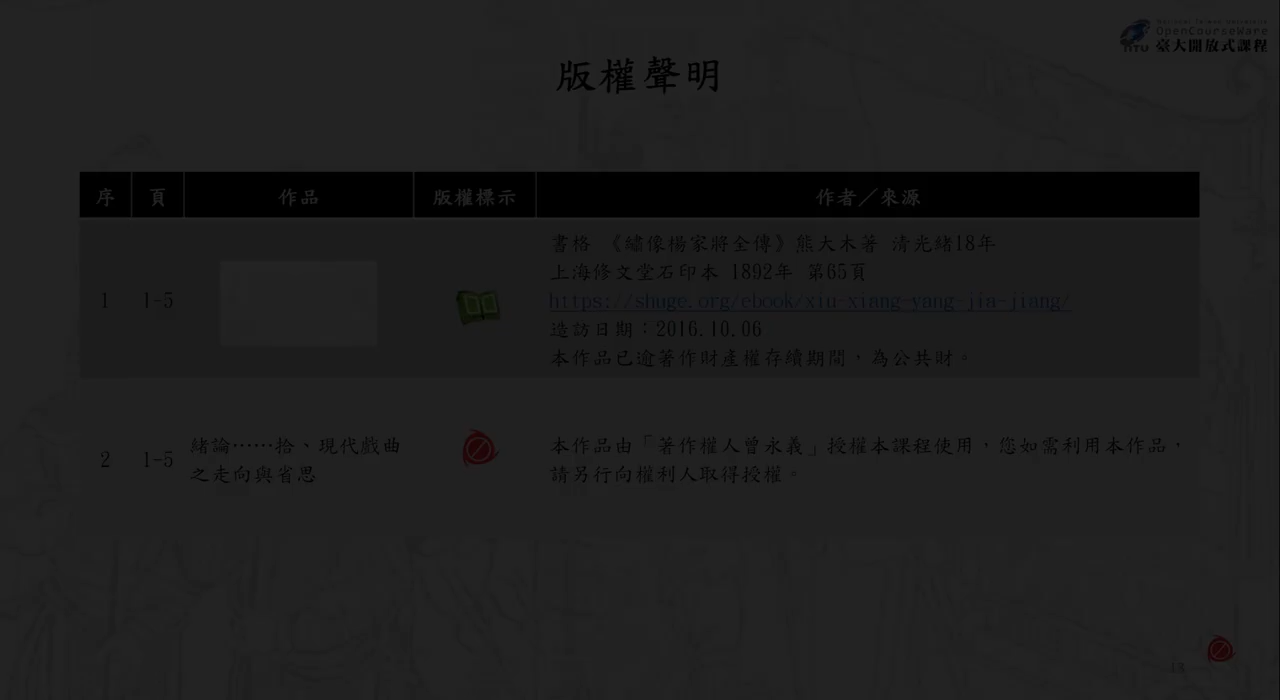 NATIONAL TAIWAN UNIVERSITY
OpenCourseWare
NTU 臺大開放式課程
版權聲明
序 頁 作品 版權標示 作者／來源
1 1-5
書格 《繡像楊家將全傳》熊大木著 清光緒18年
上海修文堂石印本 1892年 第65頁
https://shuge.org/ebook/xiu-xiang-yang-jia-jiang/
造訪日期：2016.10.06
本作品已逾著作財產權存續期間，為公共財。
2 1-5
緒論……拾、現代戲曲
之走向與省思
本作品由「著作權人曾永義」授權本課程使用，您如需利用本作品，
請另行向權利人取得授權。